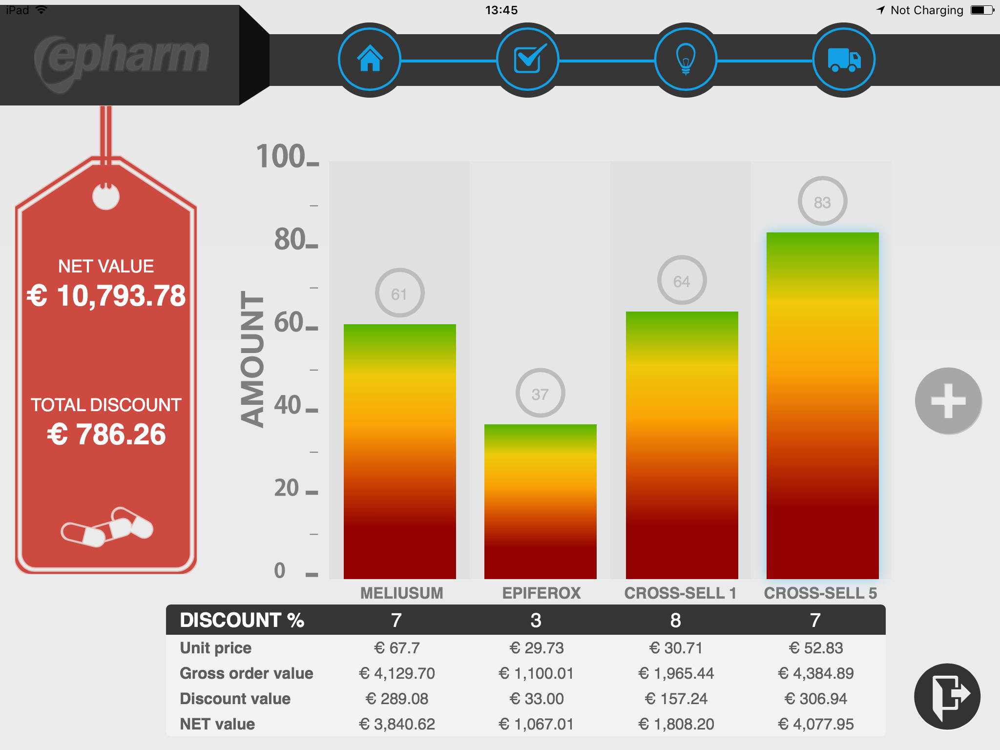 iPad 13:45 Not Charging
epharm
NET VALUE
€ 10,793.78
TOTAL DISCOUNT
€ 786.26
AMOUNT
100
80
60
40
20
0
61
37
64
83
MELIUSUM EPIFEROX CROSS-SELL 1 CROSS-SELL 5
DISCOUNT % 7 3 8 7
Unit price € 67.7 € 29.73 € 30.71 € 52.83
Gross order value € 4,129.70 € 1,100.01 € 1,965.44 € 4,384.89
Discount value € 289.08 € 33.00 € 157.24 € 306.94
NET value € 3,840.62 € 1,067.01 € 1,808.20 € 4,077.95